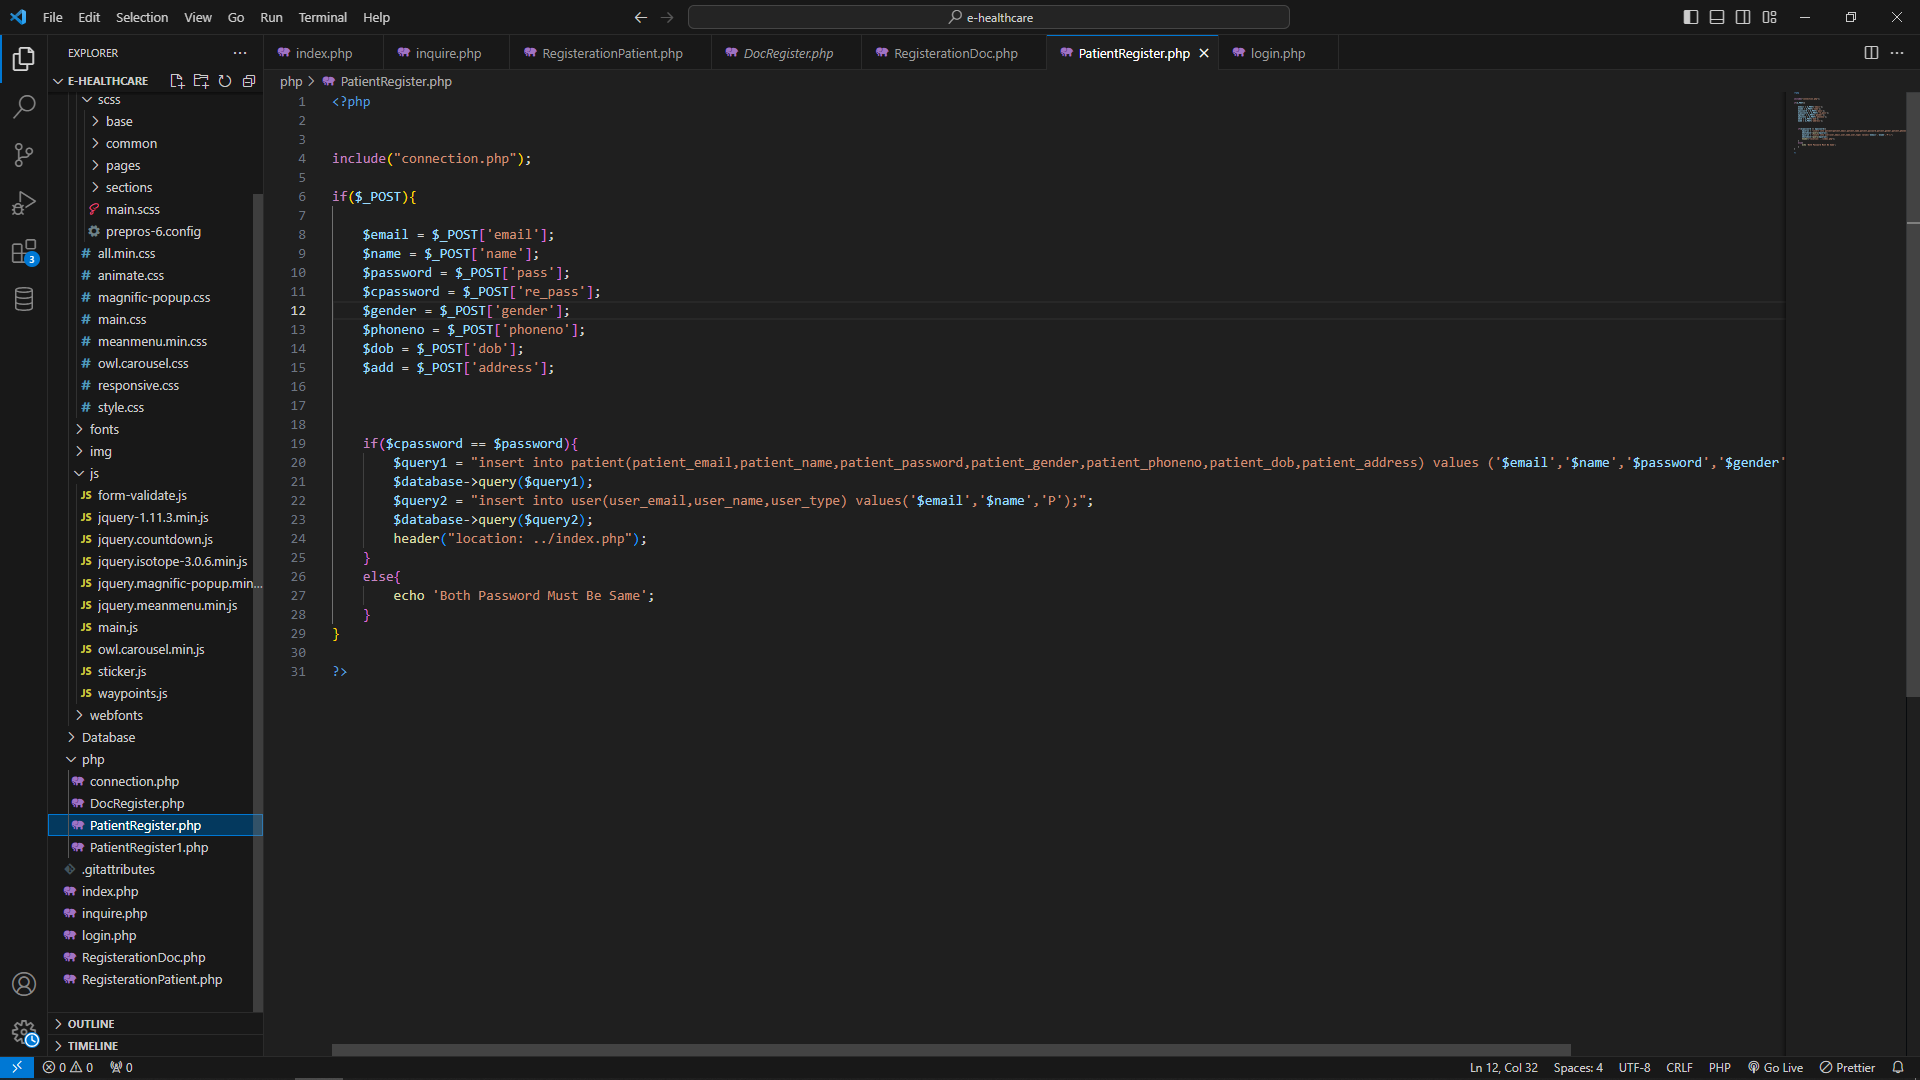 File Edit Selection View Go Run Terminal Help
e-healthcare
EXPLORER
E-HEALTHCARE
scss
base
common
pages
sections
main.scss
prepros-6.config
all.min.css
animate.css
magnific-popup.css
main.css
meanmenu.min.css
owl.carousel.css
responsive.css
style.css
fonts
img
js
JS form-validate.js
JS jquery-1.11.3.min.js
JS jquery.countdown.js
JS jquery.isotope-3.0.6.min.js
JS jquery.magnific-popup.min...
JS jquery.meanmenu.min.js
JS main.js
JS owl.carousel.min.js
JS sticker.js
JS waypoints.js
webfonts
Database
php
connection.php
DocRegister.php
PatientRegister.php
PatientRegister1.php
.gitattributes
index.php
inquire.php
login.php
RegisterationDoc.php
RegisterationPatient.php
OUTLINE
TIMELINE
3
index.php inquire.php RegisterationPatient.php DocRegister.php RegisterationDoc.php PatientRegister.php login.php
php > PatientRegister.php
1 <?php
2
3
4 include("connection.php");
5
6 if($_POST){
7
8 $email = $_POST['email'];
9 $name = $_POST['name'];
10 $password = $_POST['pass'];
11 $cpassword = $_POST['re_pass'];
12 $gender = $_POST['gender'];
13 $phoneno = $_POST['phoneno'];
14 $dob = $_POST['dob'];
15 $add = $_POST['address'];
16
17
18
19 if($cpassword == $password){
20 $query1 = "insert into patient(patient_email,patient_name,patient_password,patient_gender,patient_phoneno,patient_dob,patient_address) values ('$email','$name','$password','$gender'
21 $database->query($query1);
22 $query2 = "insert into user(user_email,user_name,user_type) values('$email','$name','P');";
23 $database->query($query2);
24 header("location: ../index.php");
25 }
26 else{
27 echo 'Both Password Must Be Same';
28 }
29 }
30
31 ?>
0 0 0 Ln 12, Col 32 Spaces: 4 UTF-8 CRLF PHP Go Live Prettier